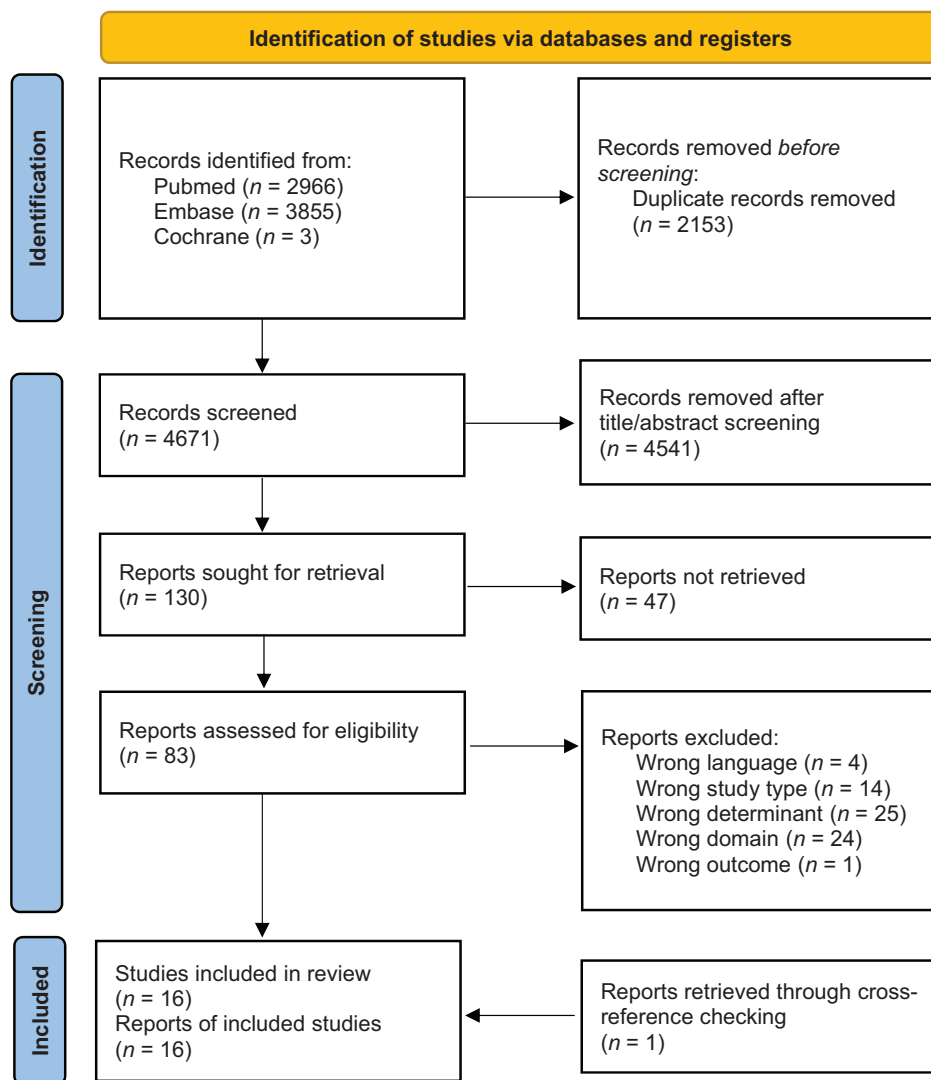 Identification of studies via databases and registers
Identification
Records identified from:
Pubmed (n = 2966)
Embase (n = 3855)
Cochrane (n = 3)
Records removed before
screening:
Duplicate records removed
(n = 2153)
Screening
Records screened
(n = 4671)
Records removed after
title/abstract screening
(n = 4541)
Reports sought for retrieval
(n = 130)
Reports not retrieved
(n = 47)
Reports assessed for eligibility
(n = 83)
Reports excluded:
Wrong language (n = 4)
Wrong study type (n = 14)
Wrong determinant (n = 25)
Wrong domain (n = 24)
Wrong outcome (n = 1)
Included
Studies included in review
(n = 16)
Reports of included studies
(n = 16)
Reports retrieved through cross-
reference checking
(n = 1)